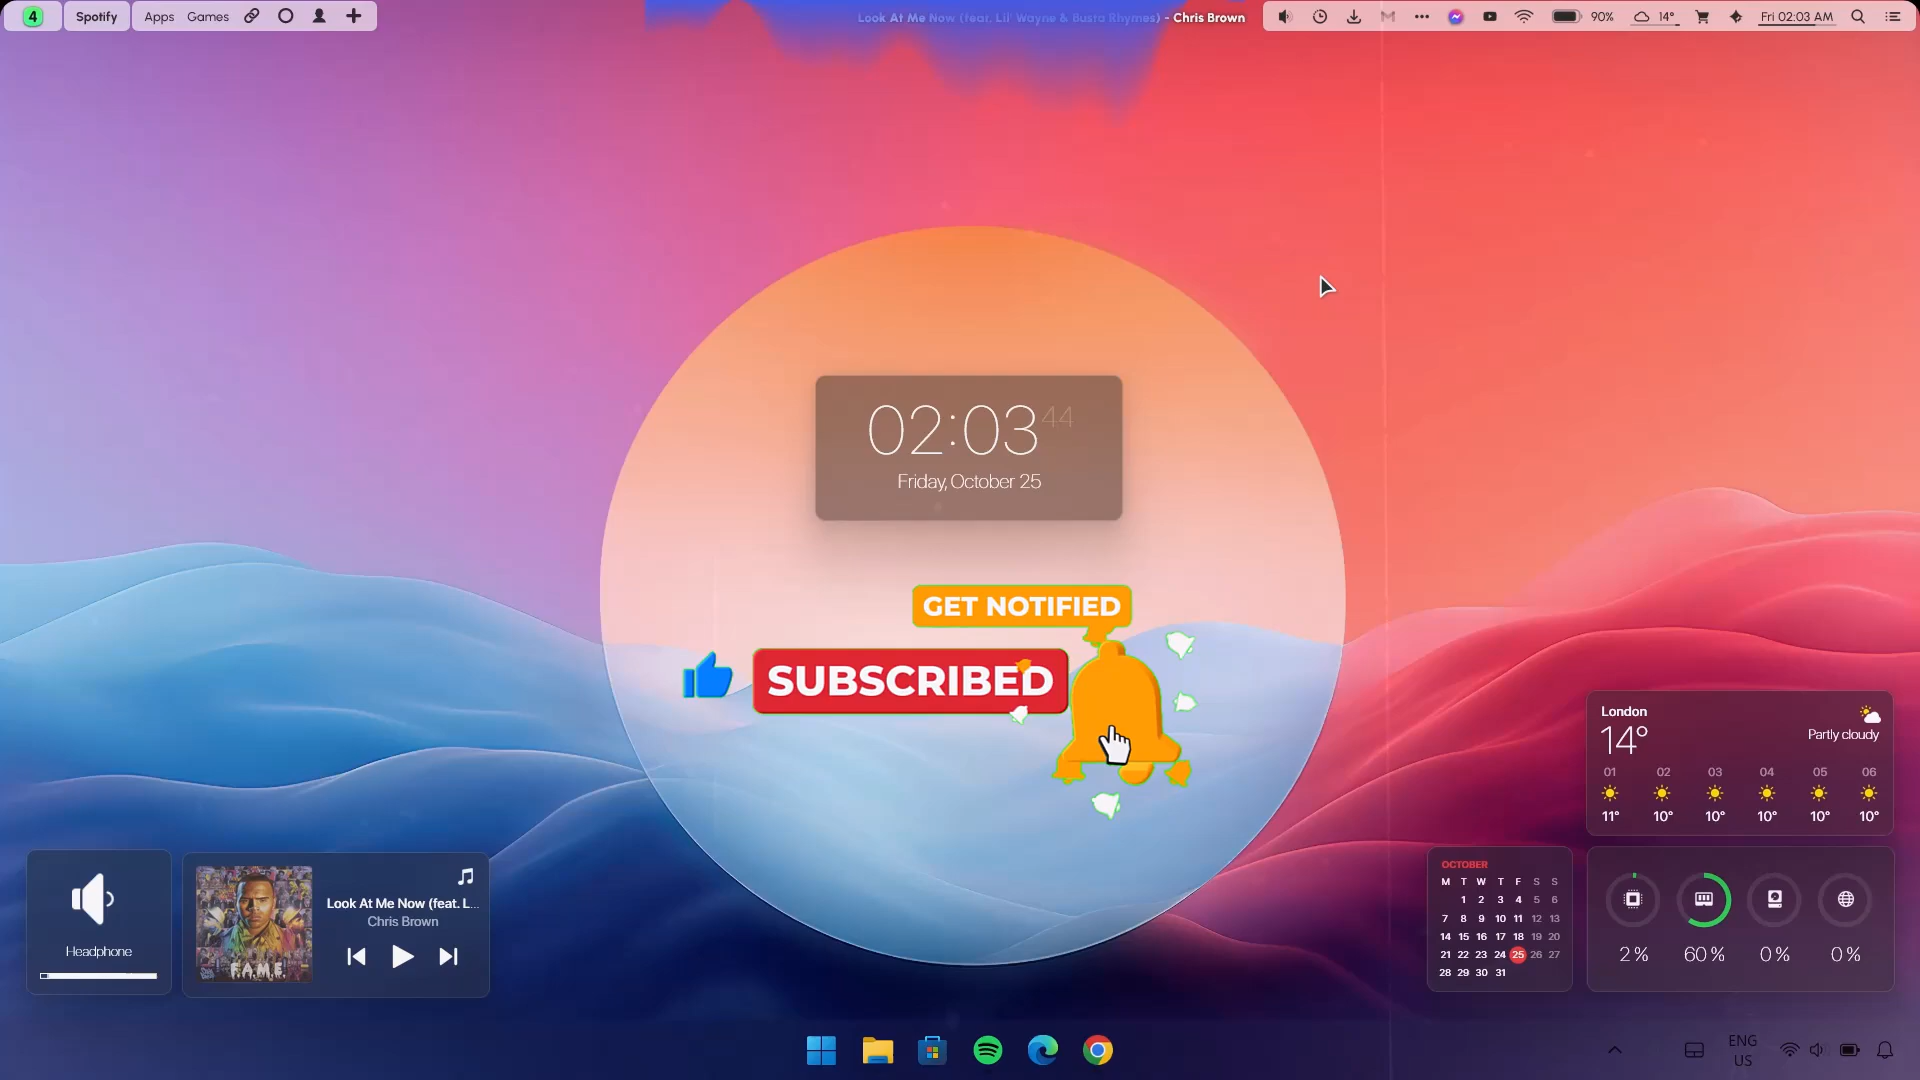 4 Spotify Apps Games
Look At Me Now (feat. Lil' Wayne & Busta Rhymes) - Chris Brown
90% 14° Fri 02:03 AM
02:03 44
Friday, October 25
GET NOTIFIED
SUBSCRIBED
London
14°
Partly cloudy
01 02 03 04 05 06
11° 10° 10° 10° 10° 10°
Headphone
F.A.M.E.
Look At Me Now (feat. L...
Chris Brown
OCTOBER
M T W T F S S
1 2 3 4 5 6
7 8 9 10 11 12 13
14 15 16 17 18 19 20
21 22 23 24 25 26 27
28 29 30 31
2% 60% 0% 0%
ENG
US